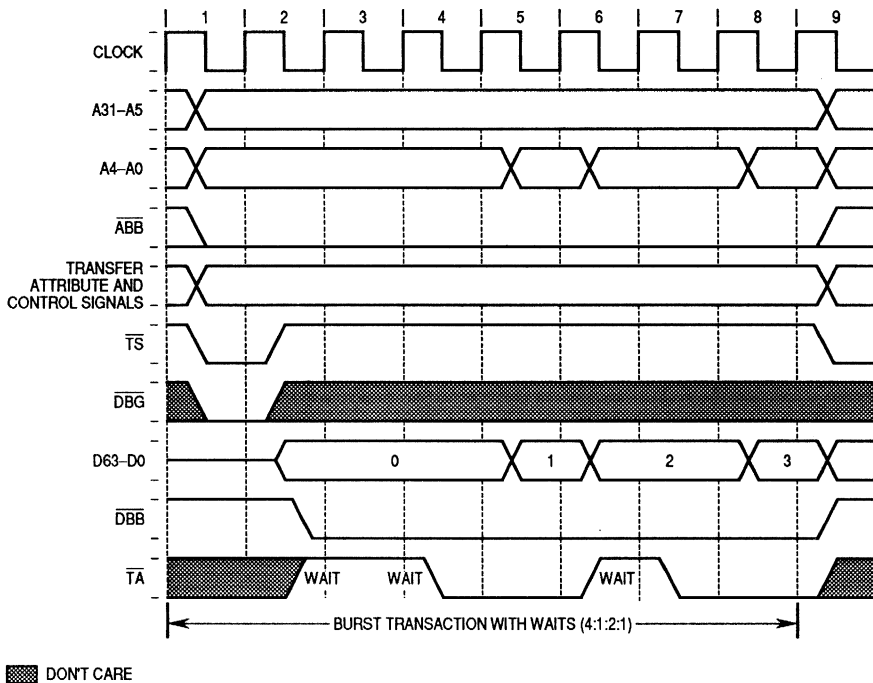 1 2 3 4 5 6 7 8 9
CLOCK
A31–A5
A4–A0
ABB
TRANSFER
ATTRIBUTE AND
CONTROL SIGNALS
TS
DBG
D63–D0 0 1 2 3
DBB
TA WAIT WAIT WAIT
BURST TRANSACTION WITH WAITS (4:1:2:1)
DON'T CARE